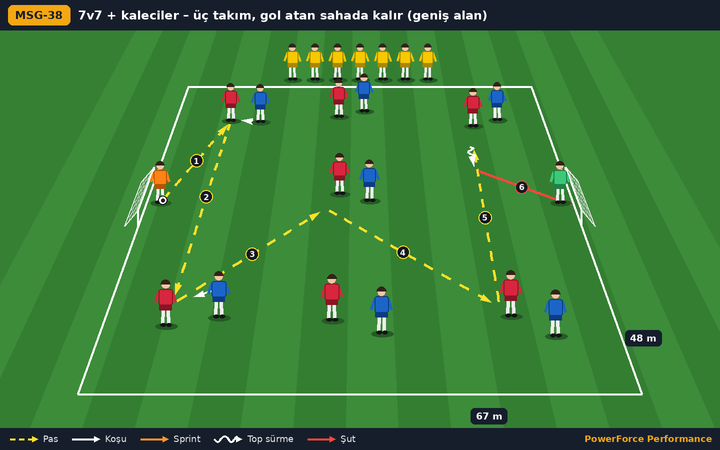 MSG-38 7v7 + kaleciler – üç takım, gol atan sahada kalır (geniş alan)
1
2
3
4
5
6
48 m
67 m
Pas Koşu Sprint Top sürme Şut PowerForce Performance